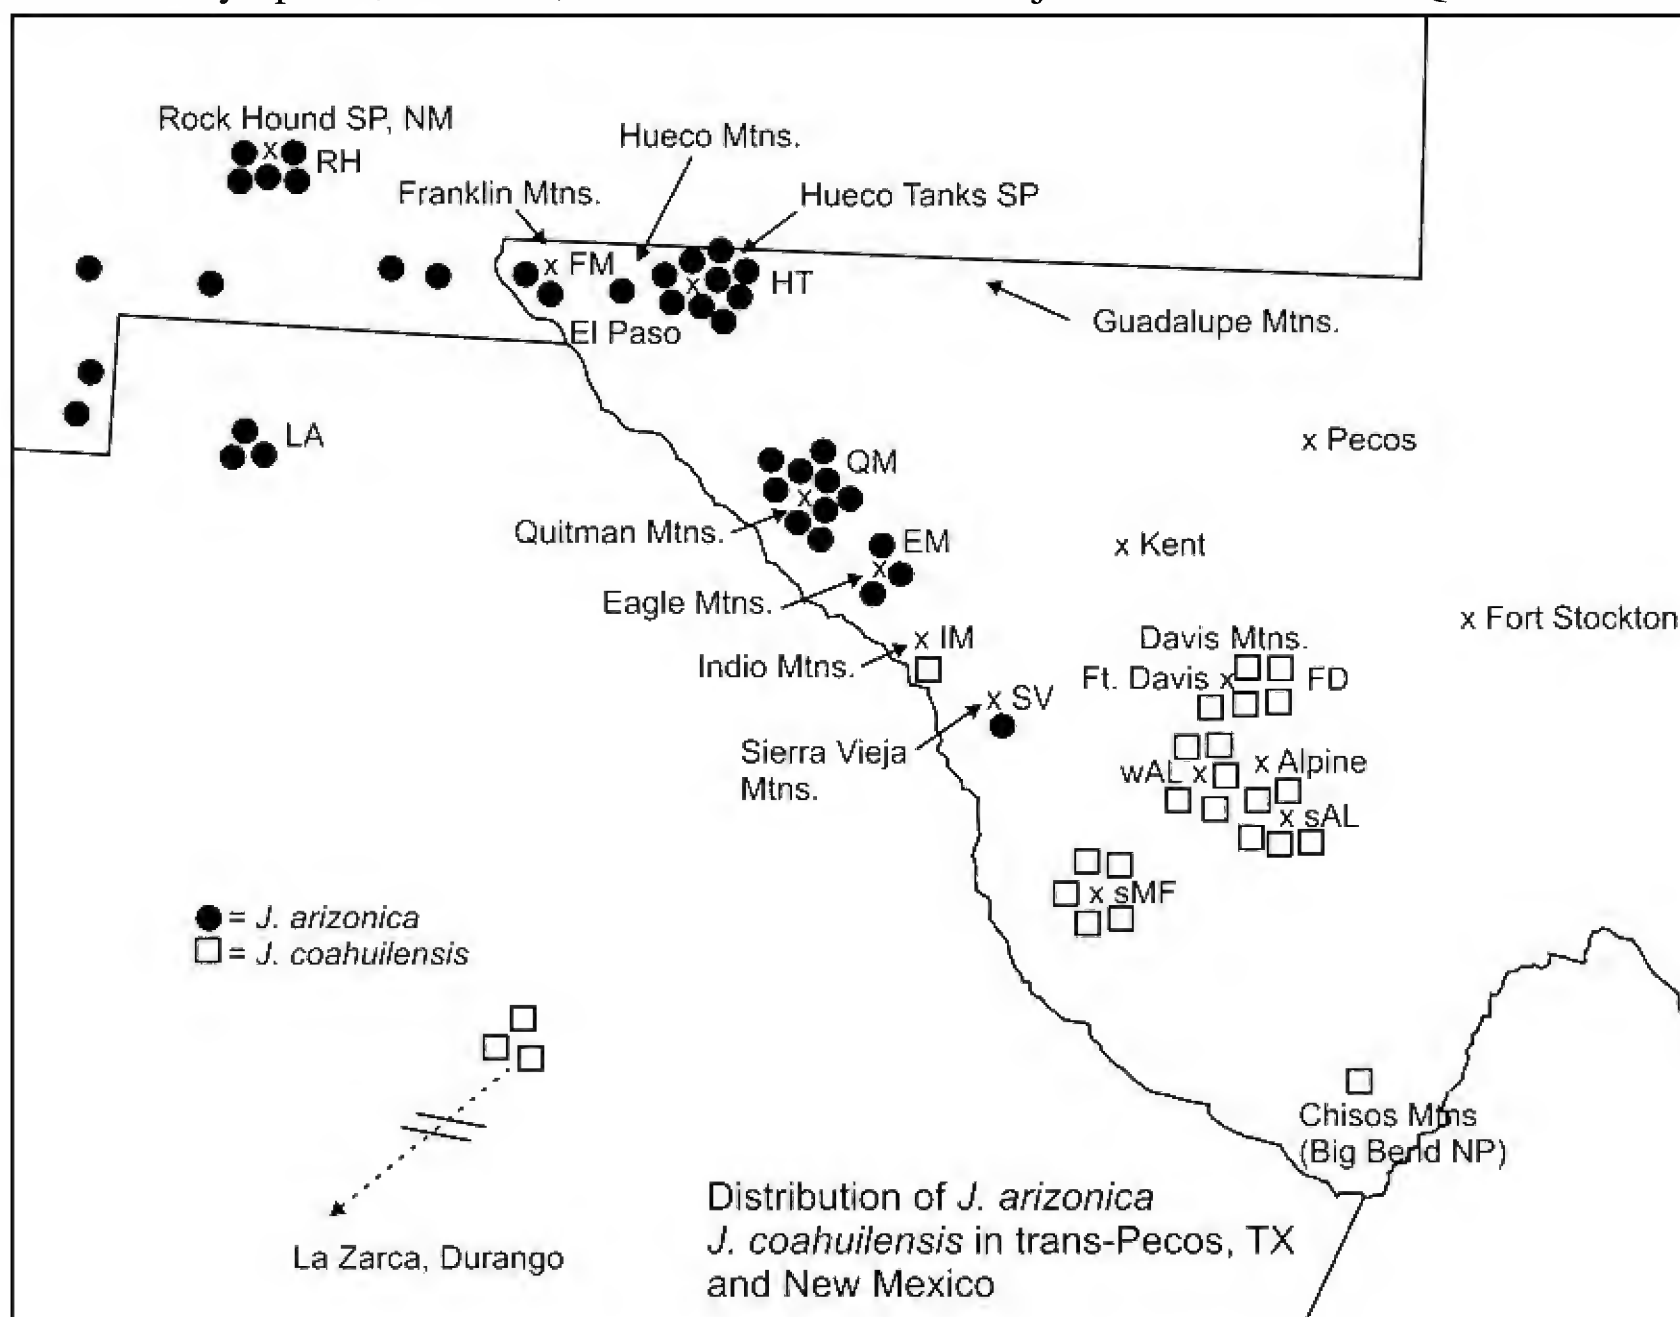 Rock Hound SP, NM
x
RH
Hueco Mtns.
Franklin Mtns.
Hueco Tanks SP
x FM
x
HT
El Paso
Guadalupe Mtns.
LA
x Pecos
QM
x
Quitman Mtns.
x Kent
EM
x
Eagle Mtns.
x Fort Stockton
x IM
Indio Mtns.
Davis Mtns.
Ft. Davis x
FD
x SV
Sierra Vieja
Mtns.
wAL x
x Alpine
x sAL
x sMF
= J. arizonica
= J. coahuilensis
Chisos Mtns
(Big Bend NP)
Distribution of J. arizonica
J. coahuilensis in trans-Pecos, TX
and New Mexico
La Zarca, Durango